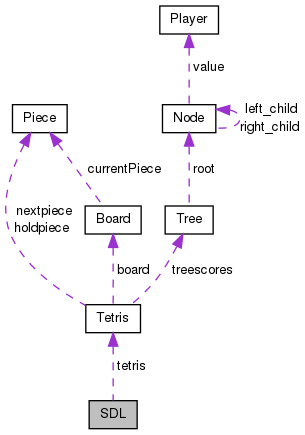 Player
value
Piece
Node
left_child
right_child
currentPiece
root
nextpiece
holdpiece
Board
Tree
board
treescores
Tetris
tetris
SDL